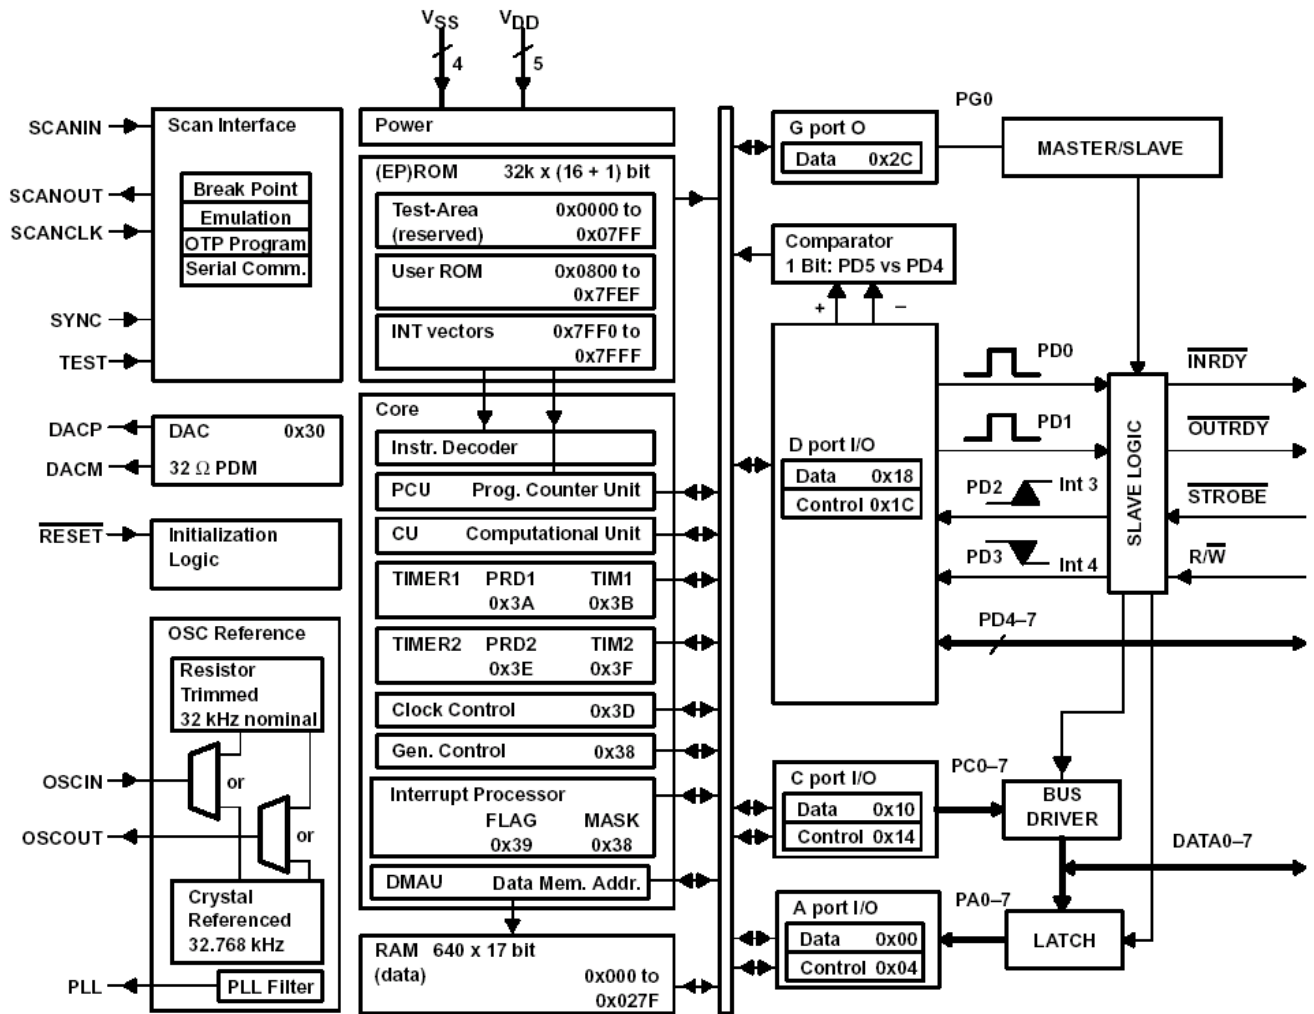 VSS VDD
4 5
SCANIN
SCANOUT
SCANCLK
SYNC
TEST
Scan Interface
Break Point
Emulation
OTP Program
Serial Comm.
DACP
DACM
DAC 0x30
32 Ω PDM
RESET
Initialization
Logic
OSC Reference
Resistor
Trimmed
32 kHz nominal
OSCIN
or
OSCOUT
or
Crystal
Referenced
32.768 kHz
PLL
PLL Filter
Power
(EP)ROM 32k x (16 + 1) bit
Test-Area 0x0000 to
(reserved) 0x07FF
User ROM 0x0800 to
0x7FEF
INT vectors 0x7FF0 to
0x7FFF
Core
Instr. Decoder
PCU Prog. Counter Unit
CU Computational Unit
TIMER1 PRD1 TIM1
0x3A 0x3B
TIMER2 PRD2 TIM2
0x3E 0x3F
Clock Control 0x3D
Gen. Control 0x38
Interrupt Processor
FLAG MASK
0x39 0x38
DMAU Data Mem. Addr.
RAM 640 x 17 bit
(data) 0x000 to
0x027F
G port O
Data 0x2C
PG0
MASTER/SLAVE
Comparator
1 Bit: PD5 vs PD4
+ –
D port I/O
Data 0x18
Control 0x1C
PD0
PD1
PD2 Int 3
PD3 Int 4
PD4–7
SLAVE LOGIC
INRDY
OUTRDY
STROBE
R/W
C port I/O
Data 0x10
Control 0x14
PC0–7
BUS
DRIVER
DATA0–7
A port I/O
Data 0x00
Control 0x04
PA0–7
LATCH